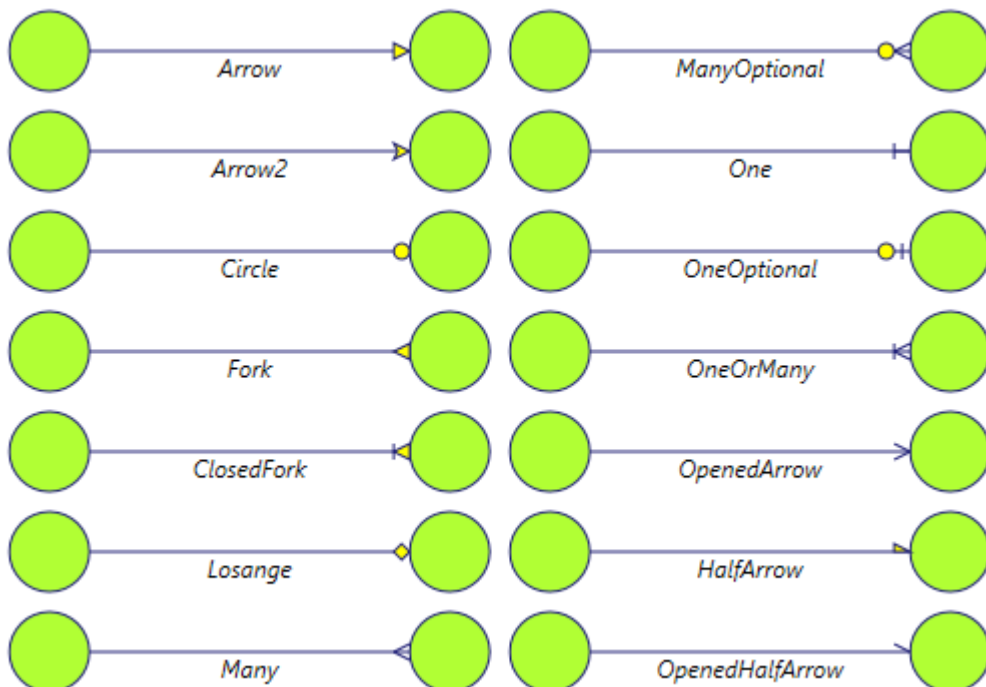 Arrow
ManyOptional
Arrow2
One
Circle
OneOptional
Fork
OneOrMany
ClosedFork
OpenedArrow
Losange
HalfArrow
Many
OpenedHalfArrow